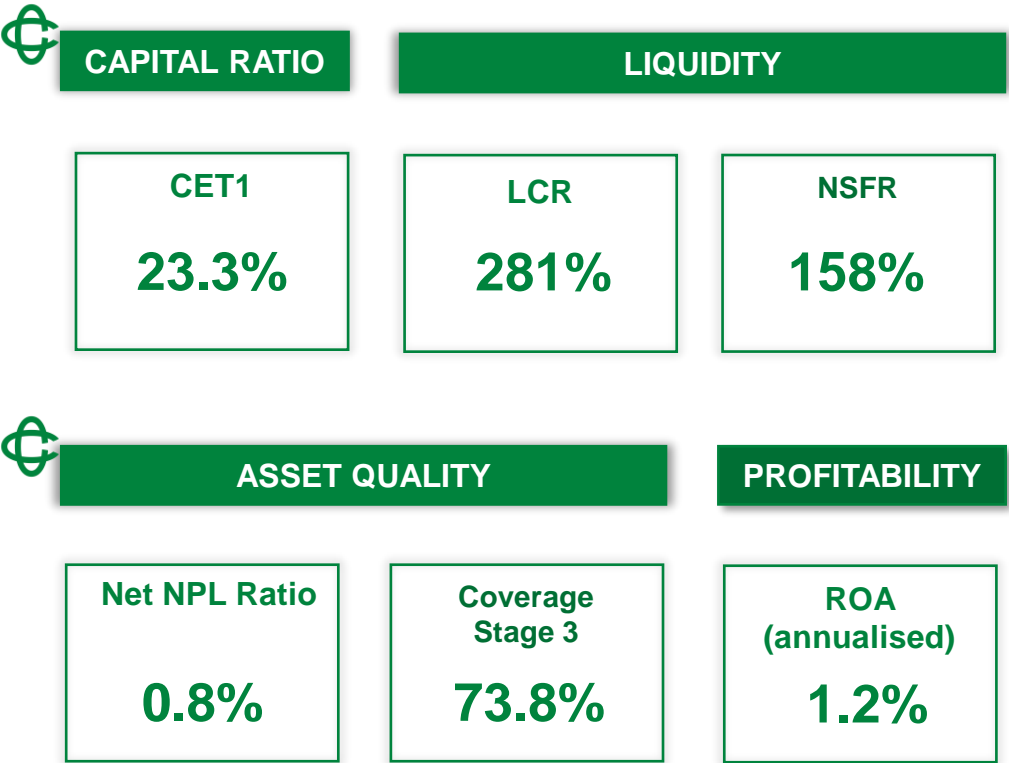 CAPITAL RATIO
LIQUIDITY
CET1
23.3%
LCR
281%
NSFR
158%
ASSET QUALITY
PROFITABILITY
Net NPL Ratio
0.8%
Coverage
Stage 3
73.8%
ROA
(annualised)
1.2%